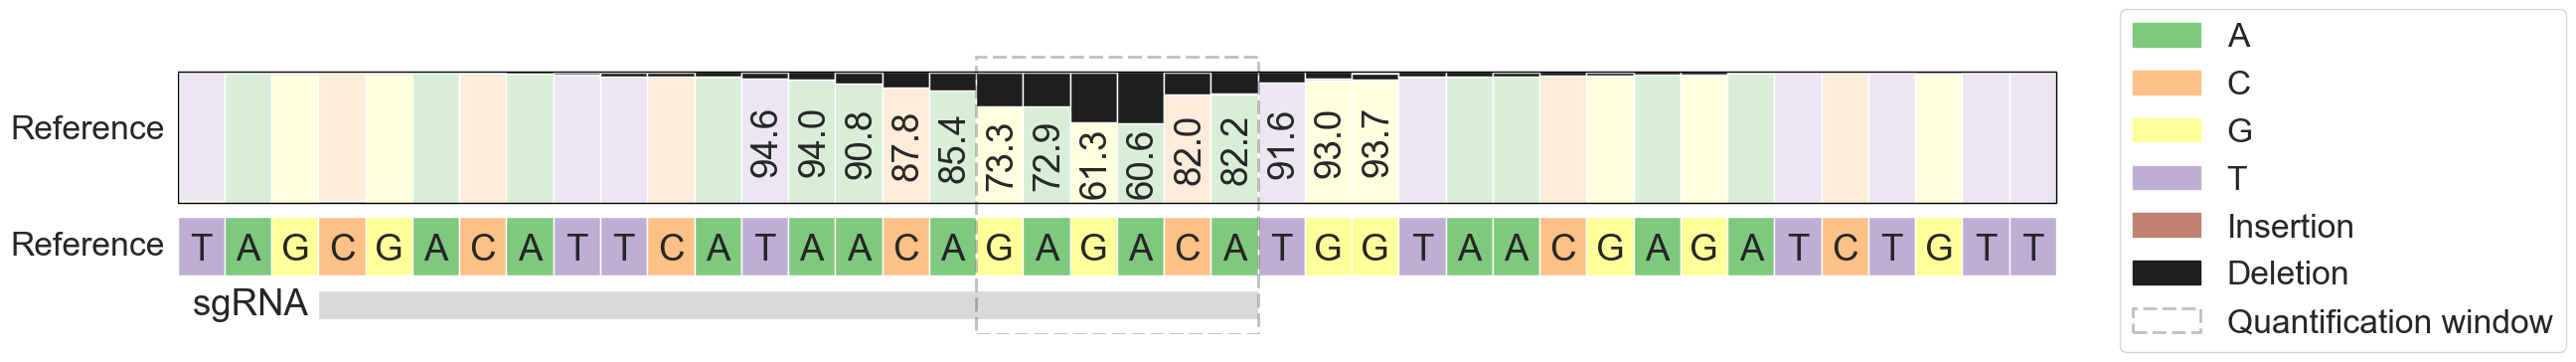 Reference
94.6 94.0 90.8 87.8 85.4 73.3 72.9 61.3 60.6 82.0 82.2 91.6 93.0 93.7
Reference T A G C G A C A T T C A T A A C A G A G A C A T G G T A A C G A G A T C T G T T
sgRNA
A
C
G
T
Insertion
Deletion
Quantification window